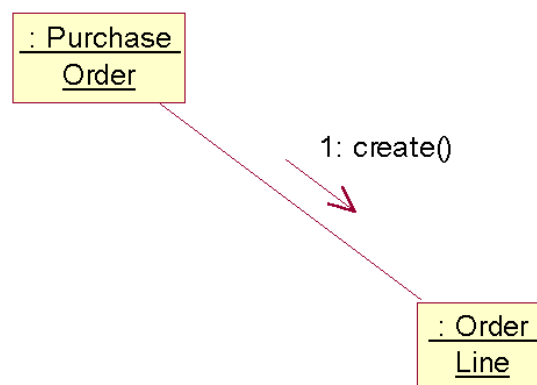 : Purchase
Order
1: create()
: Order
Line